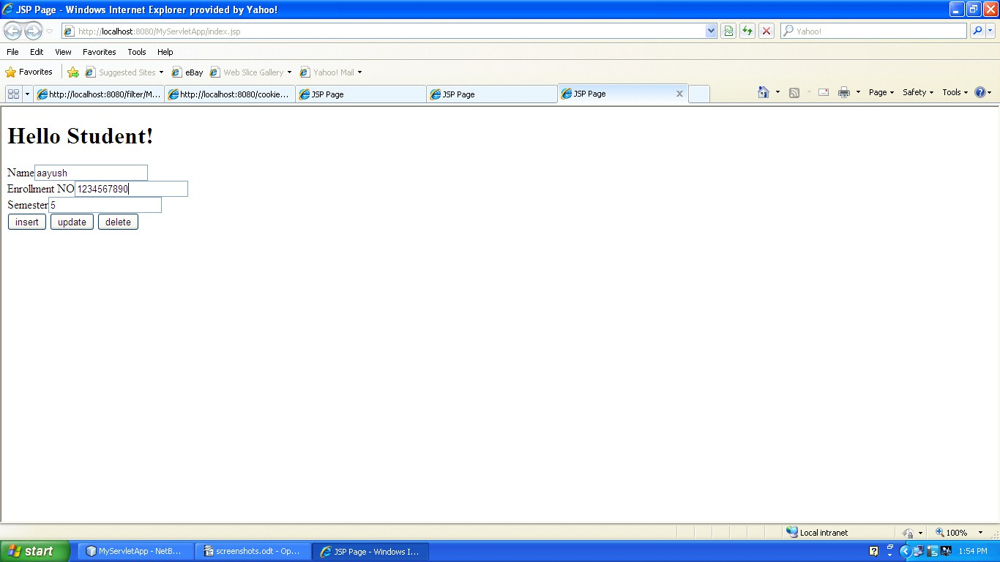 JSP Page - Windows Internet Explorer provided by Yahoo!
http://localhost:8080/MyServletApp/index.jsp
Yahoo!
File Edit View Favorites Tools Help
Favorites Suggested Sites eBay Web Slice Gallery Yahoo! Mail
http://localhost:8080/filter/M... http://localhost:8080/cookie... JSP Page JSP Page JSP Page Page Safety Tools
Hello Student!
Name aayush
Enrollment NO 1234567890
Semester 5
insert update delete
Local intranet 100%
start MyServletApp - NetB... screenshots.odt - Op... JSP Page - Windows I... 1:54 PM